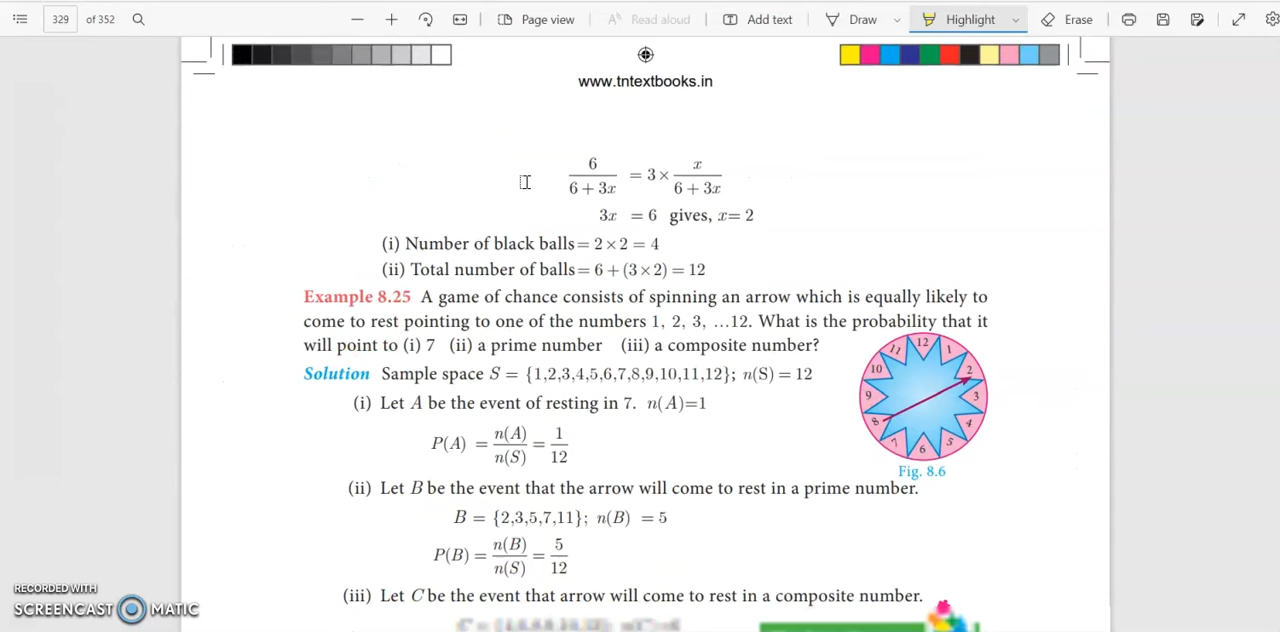 329 of 352 Page view Read aloud Add text Draw Highlight Erase
www.tntextbooks.in
6/(6 + 3x) = 3 × x/(6 + 3x)
3x = 6 gives, x= 2
(i) Number of black balls = 2 × 2 = 4
(ii) Total number of balls = 6 + (3 × 2) = 12
Example 8.25 A game of chance consists of spinning an arrow which is equally likely to
come to rest pointing to one of the numbers 1, 2, 3, …12. What is the probability that it
will point to (i) 7 (ii) a prime number (iii) a composite number?
Solution Sample space S = {1,2,3,4,5,6,7,8,9,10,11,12}; n(S) = 12
(i) Let A be the event of resting in 7. n(A)=1
P(A) = n(A)/n(S) = 1/12
12 1 2 3 4 5 6 7 8 9 10 11
Fig. 8.6
(ii) Let B be the event that the arrow will come to rest in a prime number.
B = {2,3,5,7,11}; n(B) = 5
P(B) = n(B)/n(S) = 5/12
(iii) Let C be the event that arrow will come to rest in a composite number.
RECORDED WITH
SCREENCAST MATIC